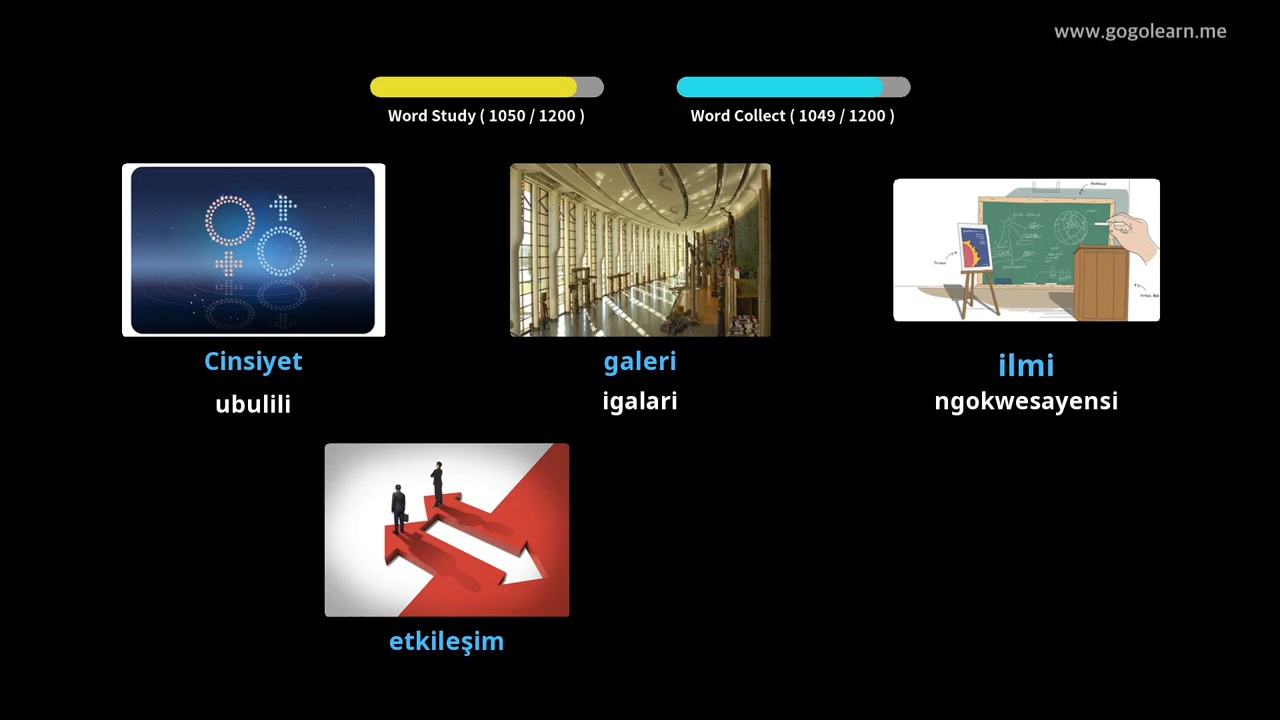 www.gogolearn.me
Word Study ( 1050 / 1200 )
Word Collect ( 1049 / 1200 )
Cinsiyet
galeri
ilmi
ubulili
igalari
ngokwesayensi
etkileşim